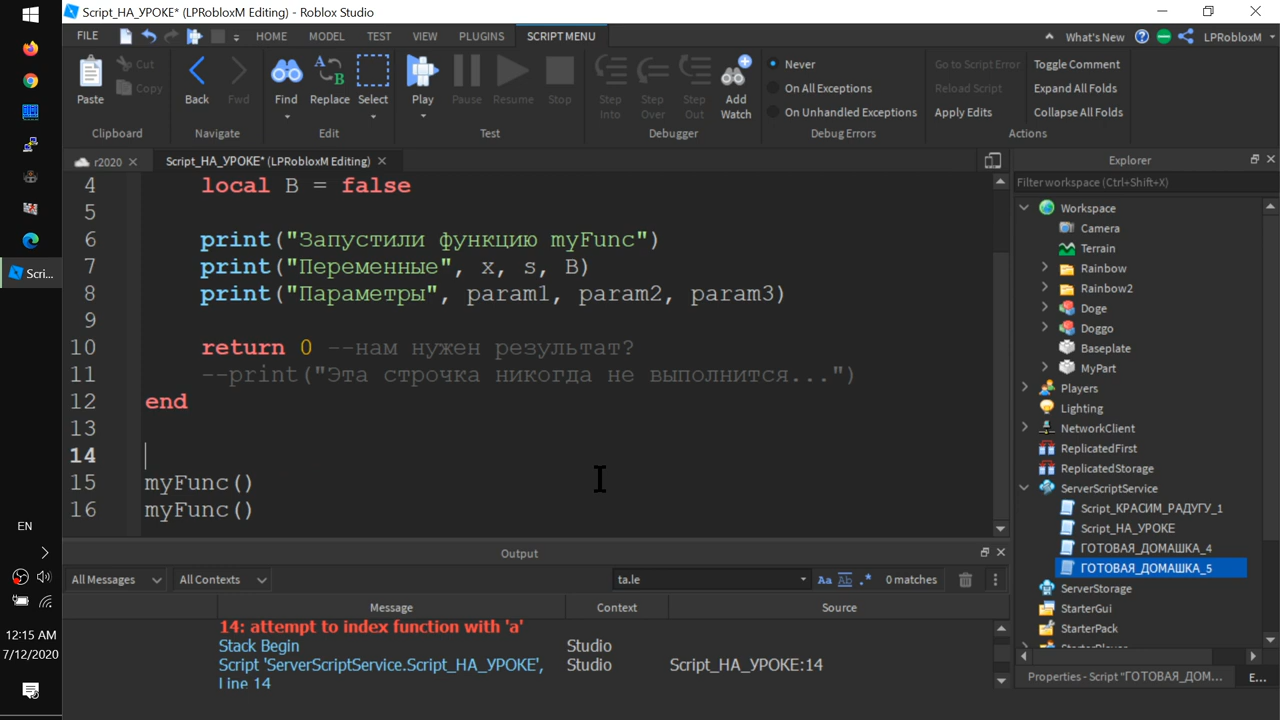 Script_НА_УРОКЕ* (LPRobloxM Editing) - Roblox Studio
FILE HOME MODEL TEST VIEW PLUGINS SCRIPT MENU What's New LPRobloxM
Paste Cut Copy
Clipboard
Back Fwd
Navigate
Find Replace Select
Edit
Play Pause Resume Stop
Test
Step Into Step Over Step Out Add Watch
Debugger
Never
On All Exceptions
On Unhandled Exceptions
Debug Errors
Go to Script Error Toggle Comment
Reload Script Expand All Folds
Apply Edits Collapse All Folds
Actions
r2020 Script_НА_УРОКЕ* (LPRobloxM Editing)
4 local B = false
5
6 print("Запустили функцию myFunc")
7 print("Переменные", x, s, B)
8 print("Параметры", param1, param2, param3)
9
10 return 0 --нам нужен результат?
11 --print("Эта строчка никогда не выполнится...")
12 end
13
14
15 myFunc()
16 myFunc()
Output
All Messages All Contexts ta.le Aa Ab .* 0 matches
Message Context Source
14: attempt to index function with 'a'
Stack Begin Studio
Script 'ServerScriptService.Script_НА_УРОКЕ', Studio Script_НА_УРОКЕ:14
Line 14
Explorer
Filter workspace (Ctrl+Shift+X)
Workspace
Camera
Terrain
Rainbow
Rainbow2
Doge
Doggo
Baseplate
MyPart
Players
Lighting
NetworkClient
ReplicatedFirst
ReplicatedStorage
ServerScriptService
Script_КРАСИМ_РАДУГУ_1
Script_НА_УРОКЕ
ГОТОВАЯ_ДОМАШКА_4
ГОТОВАЯ_ДОМАШКА_5
ServerStorage
StarterGui
StarterPack
StarterPlayer
Properties - Script "ГОТОВАЯ_ДОМ... E...
Scri...
EN
12:15 AM
7/12/2020